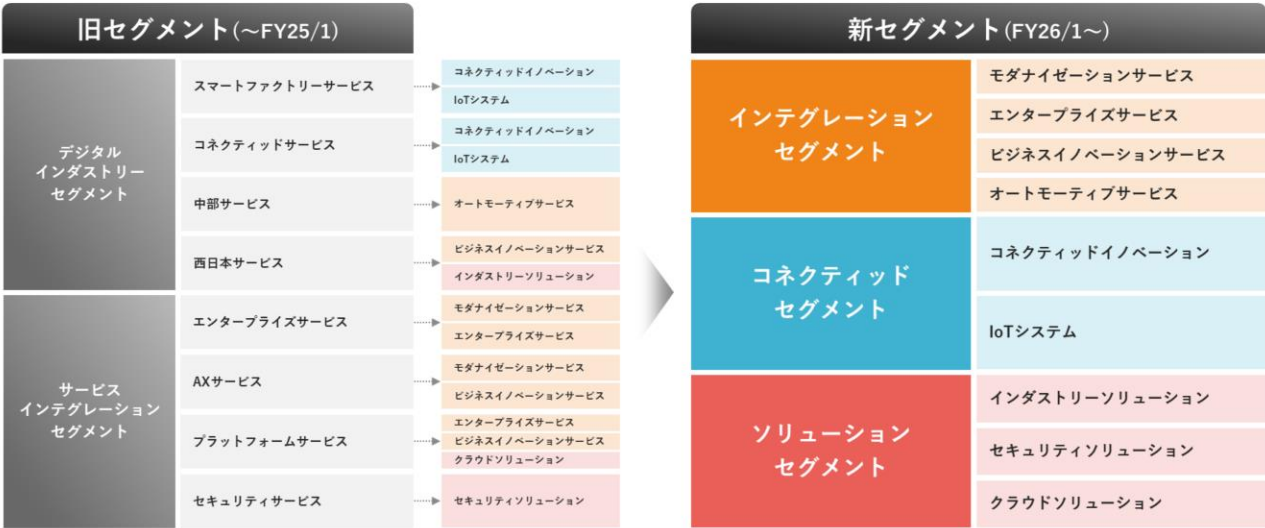 旧セグメント(~FY25/1)
デジタル
インダストリー
セグメント
スマートファクトリーサービス
コネクティッドイノベーション
IoTシステム
コネクティッドサービス
コネクティッドイノベーション
IoTシステム
中部サービス
オートモーティブサービス
西日本サービス
ビジネスイノベーションサービス
インダストリーソリューション
サービス
インテグレーション
セグメント
エンタープライズサービス
モダナイゼーションサービス
エンタープライズサービス
AXサービス
モダナイゼーションサービス
ビジネスイノベーションサービス
プラットフォームサービス
エンタープライズサービス
ビジネスイノベーションサービス
クラウドソリューション
セキュリティサービス
セキュリティソリューション
新セグメント(FY26/1~)
インテグレーション
セグメント
モダナイゼーションサービス
エンタープライズサービス
ビジネスイノベーションサービス
オートモーティブサービス
コネクティッド
セグメント
コネクティッドイノベーション
IoTシステム
ソリューション
セグメント
インダストリーソリューション
セキュリティソリューション
クラウドソリューション